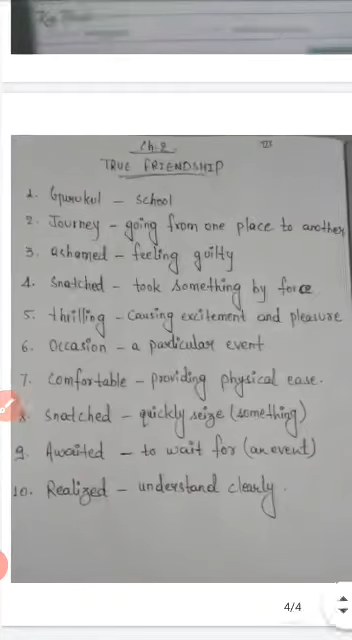 Ch.2
III
TRUE FRIENDSHIP
1. Gurukul – school
2. Journey – going from one place to another
3. ashamed – feeling guilty
4. Snatched – took something by force
5. thrilling – causing excitement and pleasure
6. Occasion – a particular event
7. Comfortable – providing physical ease.
8. Snatched – quickly seize (something)
9. Awaited – to wait for (an event)
10. Realized – understand clearly.
4/4